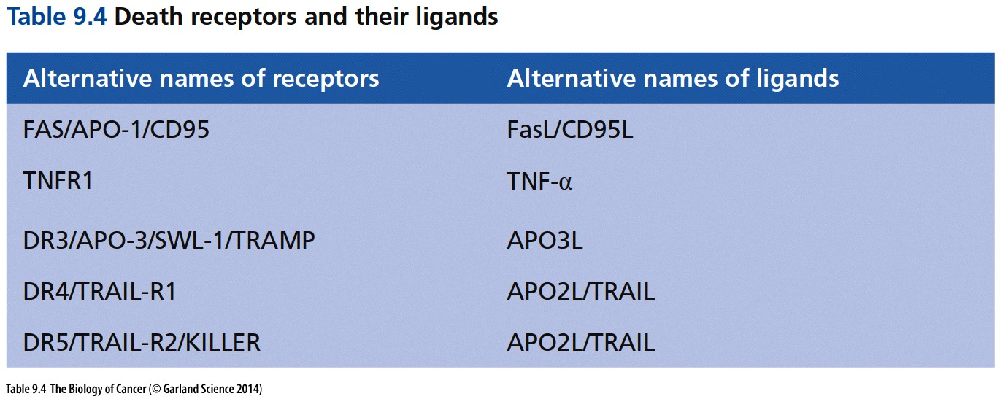 Table 9.4 Death receptors and their ligands
Alternative names of receptors Alternative names of ligands
FAS/APO-1/CD95 FasL/CD95L
TNFR1 TNF-α
DR3/APO-3/SWL-1/TRAMP APO3L
DR4/TRAIL-R1 APO2L/TRAIL
DR5/TRAIL-R2/KILLER APO2L/TRAIL
Table 9.4 The Biology of Cancer (© Garland Science 2014)